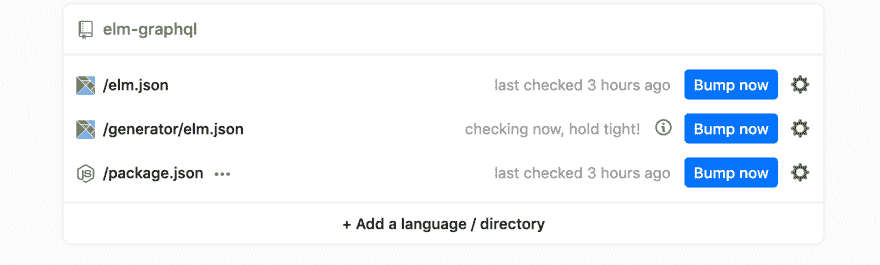 elm-graphql
/elm.json last checked 3 hours ago Bump now
/generator/elm.json checking now, hold tight! Bump now
/package.json ... last checked 3 hours ago Bump now
+ Add a language / directory